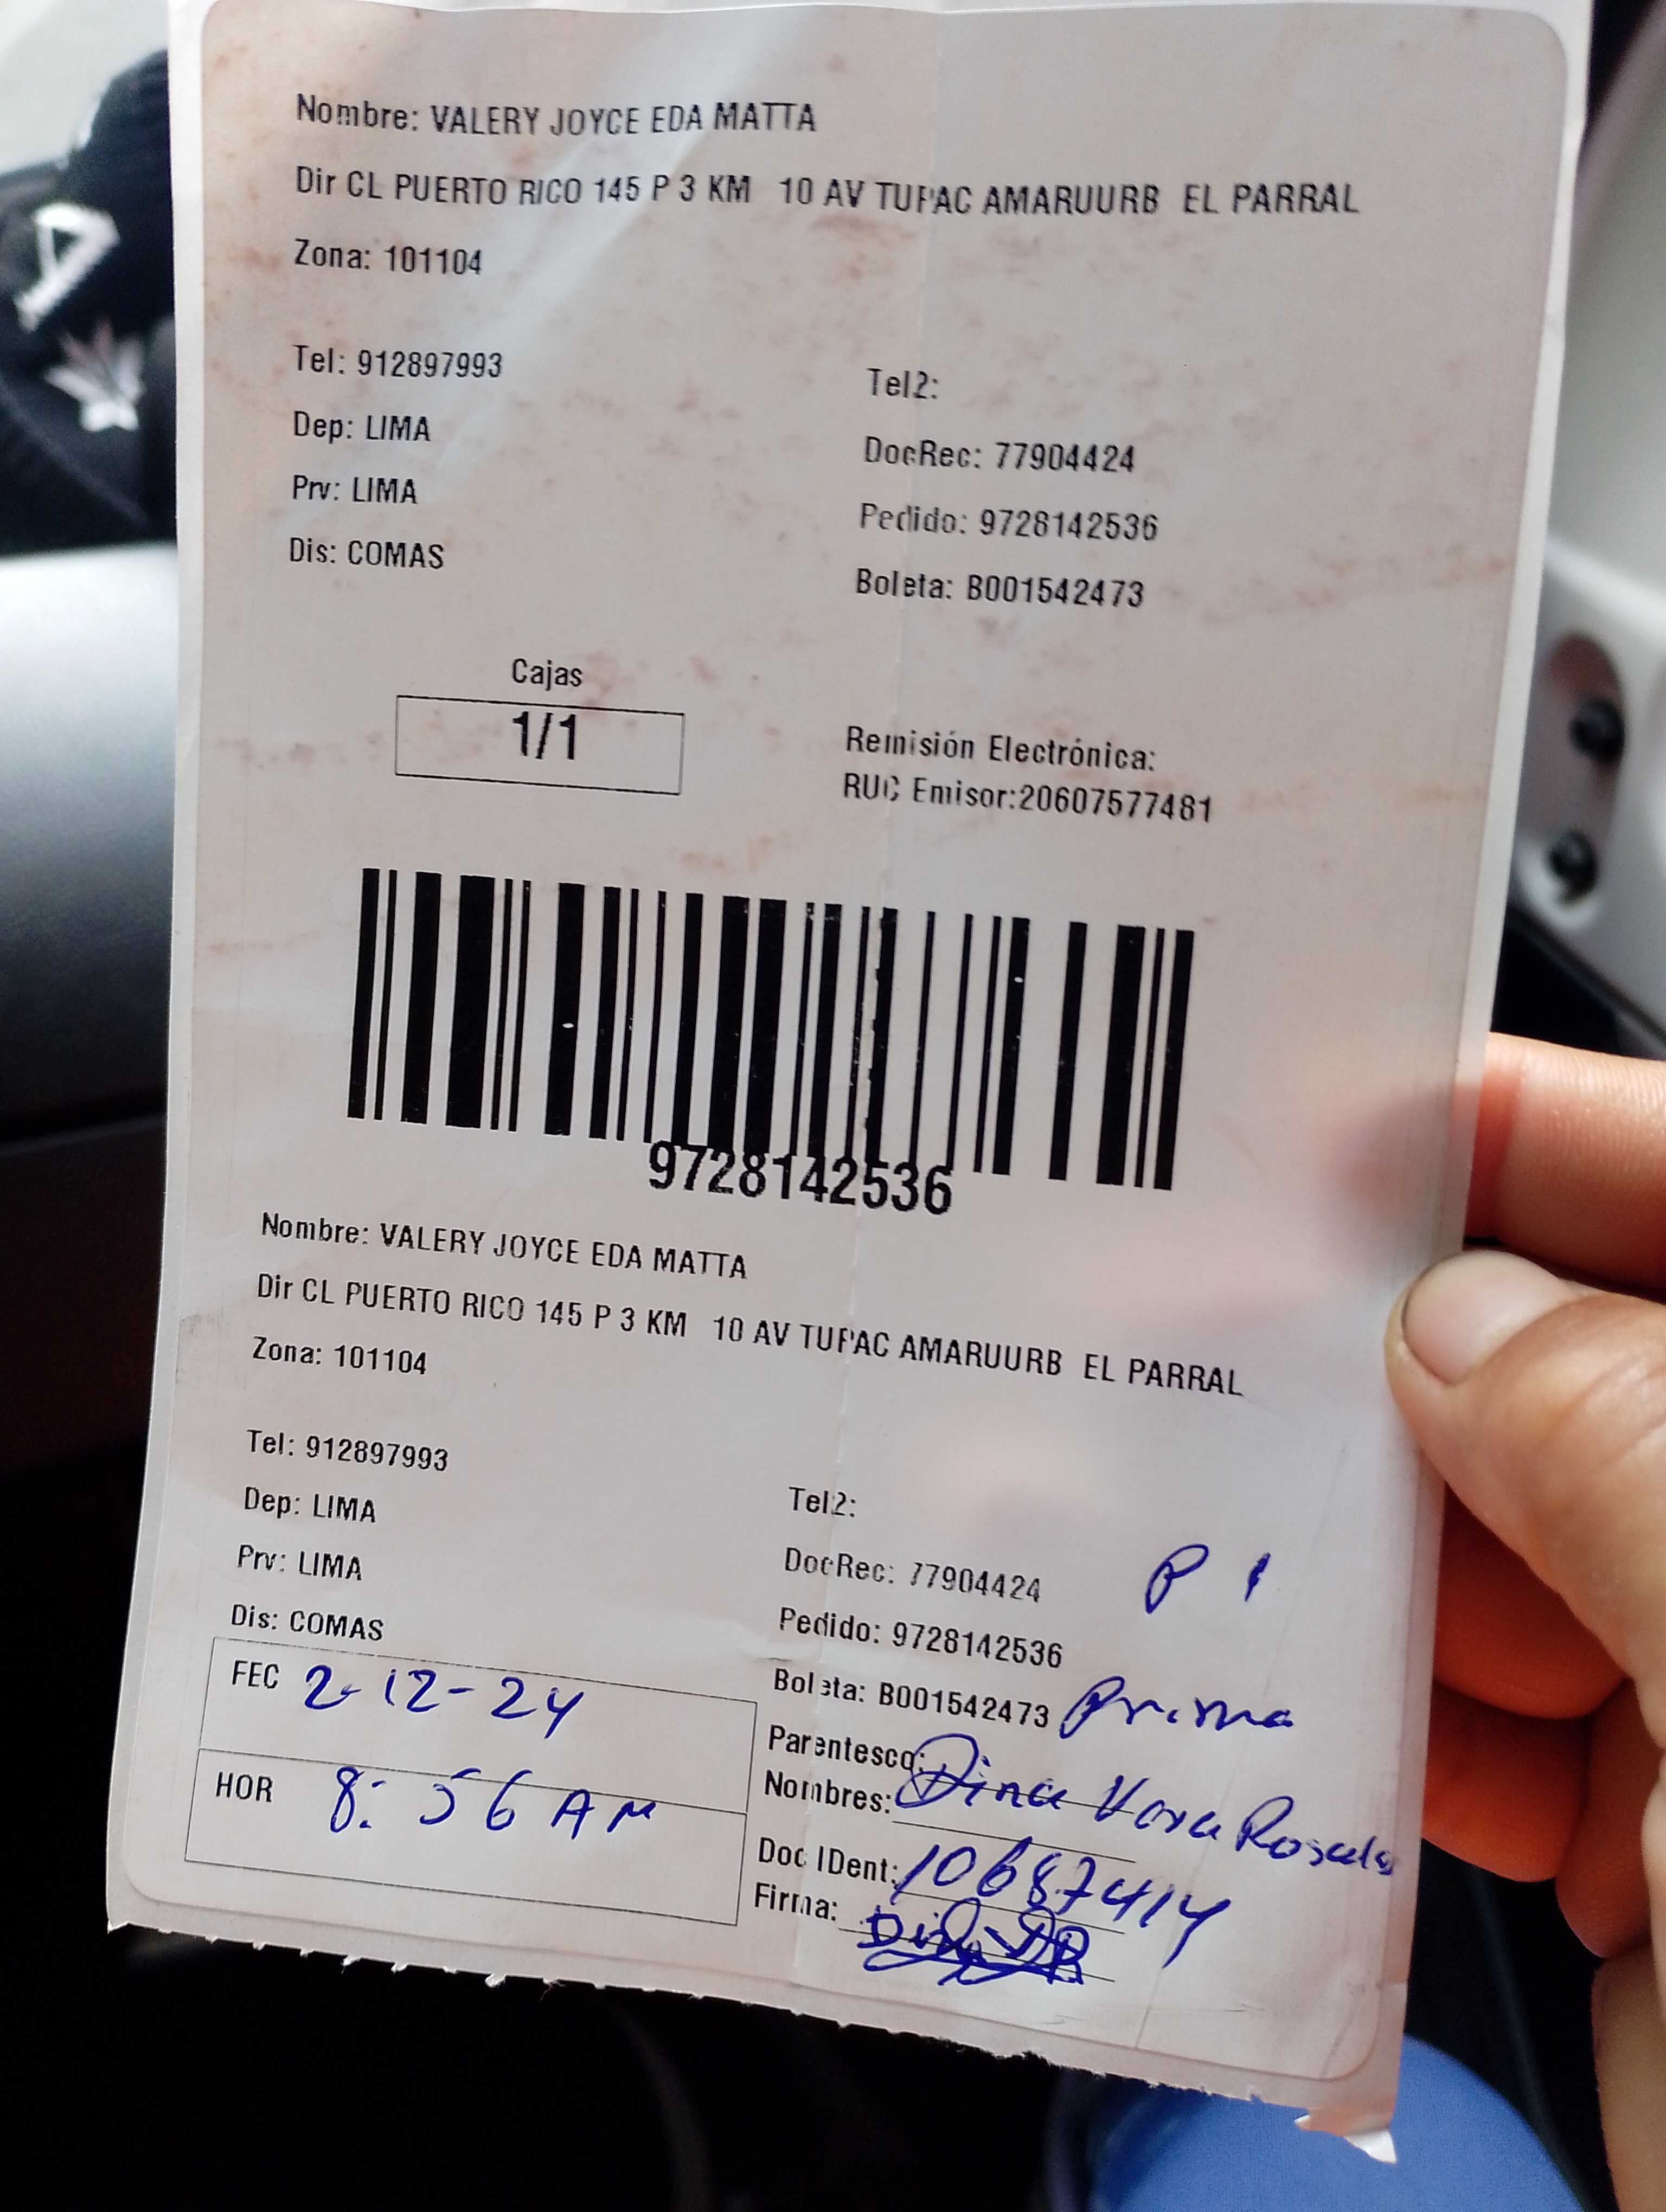 Nombre: VALERY JOYCE EDA MATTA
Dir CL PUERTO RICO 145 P 3 KM 10 AV TUPAC AMARUURB EL PARRAL
Zona: 101104
Tel: 912897993
Tel2:
Dep: LIMA
DocRec: 77904424
Prv: LIMA
Pedido: 9728142536
Dis: COMAS
Boleta: B001542473
Cajas
1/1
Remisión Electrónica:
RUC Emisor:20607577481
9728142536
Nombre: VALERY JOYCE EDA MATTA
Dir CL PUERTO RICO 145 P 3 KM 10 AV TUPAC AMARUURB EL PARRAL
Zona: 101104
Tel: 912897993
Tel2:
Dep: LIMA
DocRec: 77904424 P 1
Prv: LIMA
Pedido: 9728142536
Dis: COMAS
Boleta: B001542473 Prima
FEC 2-12-24
Parentesco:
Nombres: Dina Vara Rosales
HOR 8:56 AM
Doc IDent: 10687414
Firma: